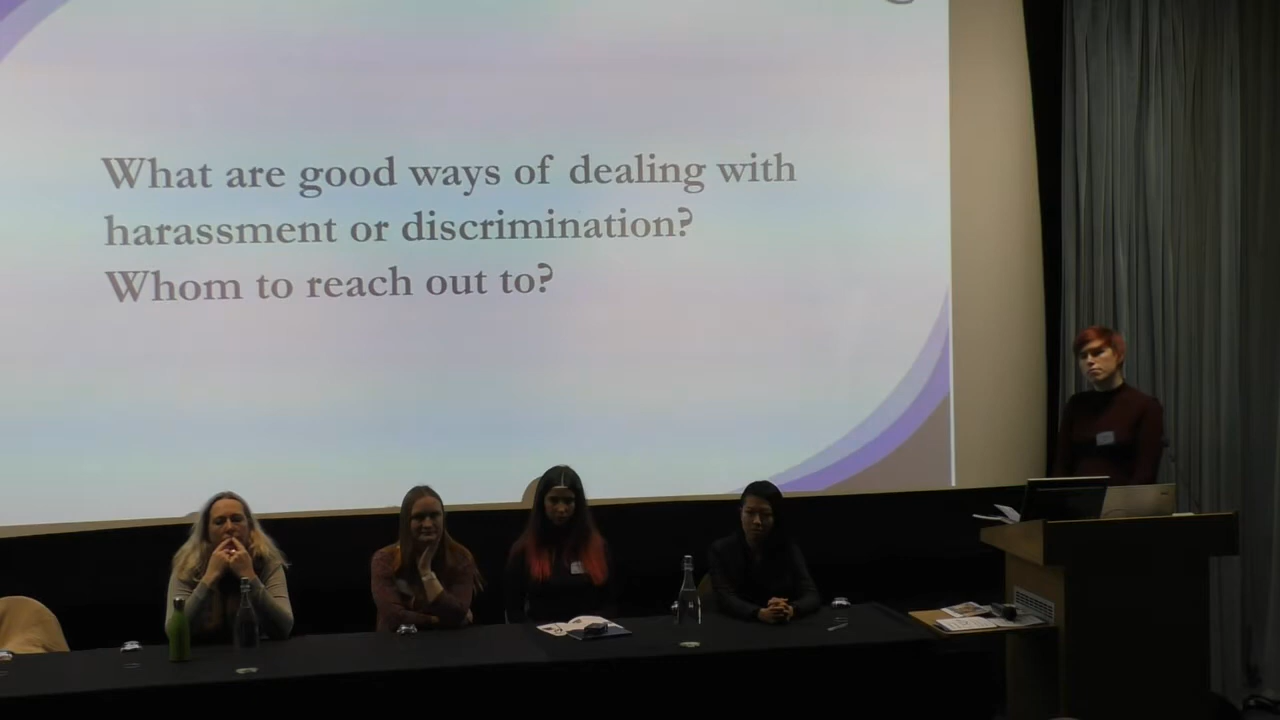 What are good ways of dealing with
harassment or discrimination?
Whom to reach out to?